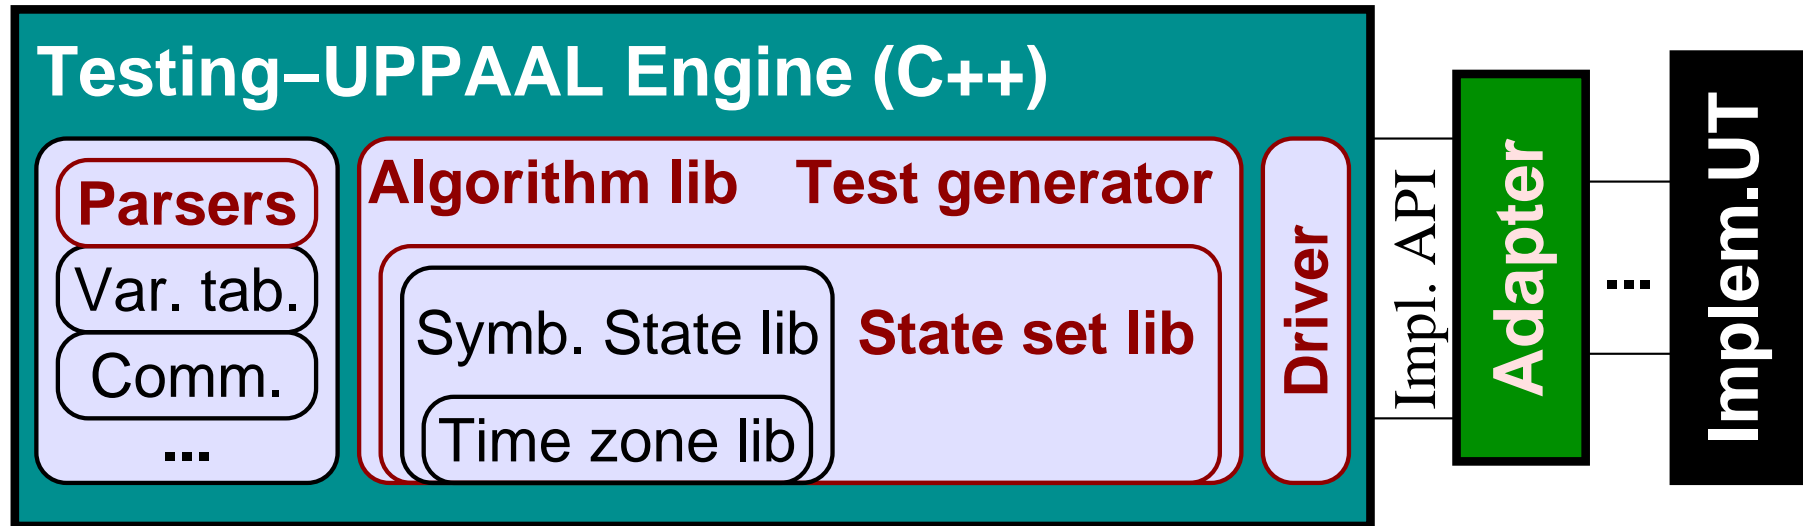 Testing–UPPAAL Engine (C++)
Parsers
Var. tab.
Comm.
...
Algorithm lib Test generator
Symb. State lib
State set lib
Time zone lib
Driver
Impl. API
Adapter
...
Implem.UT